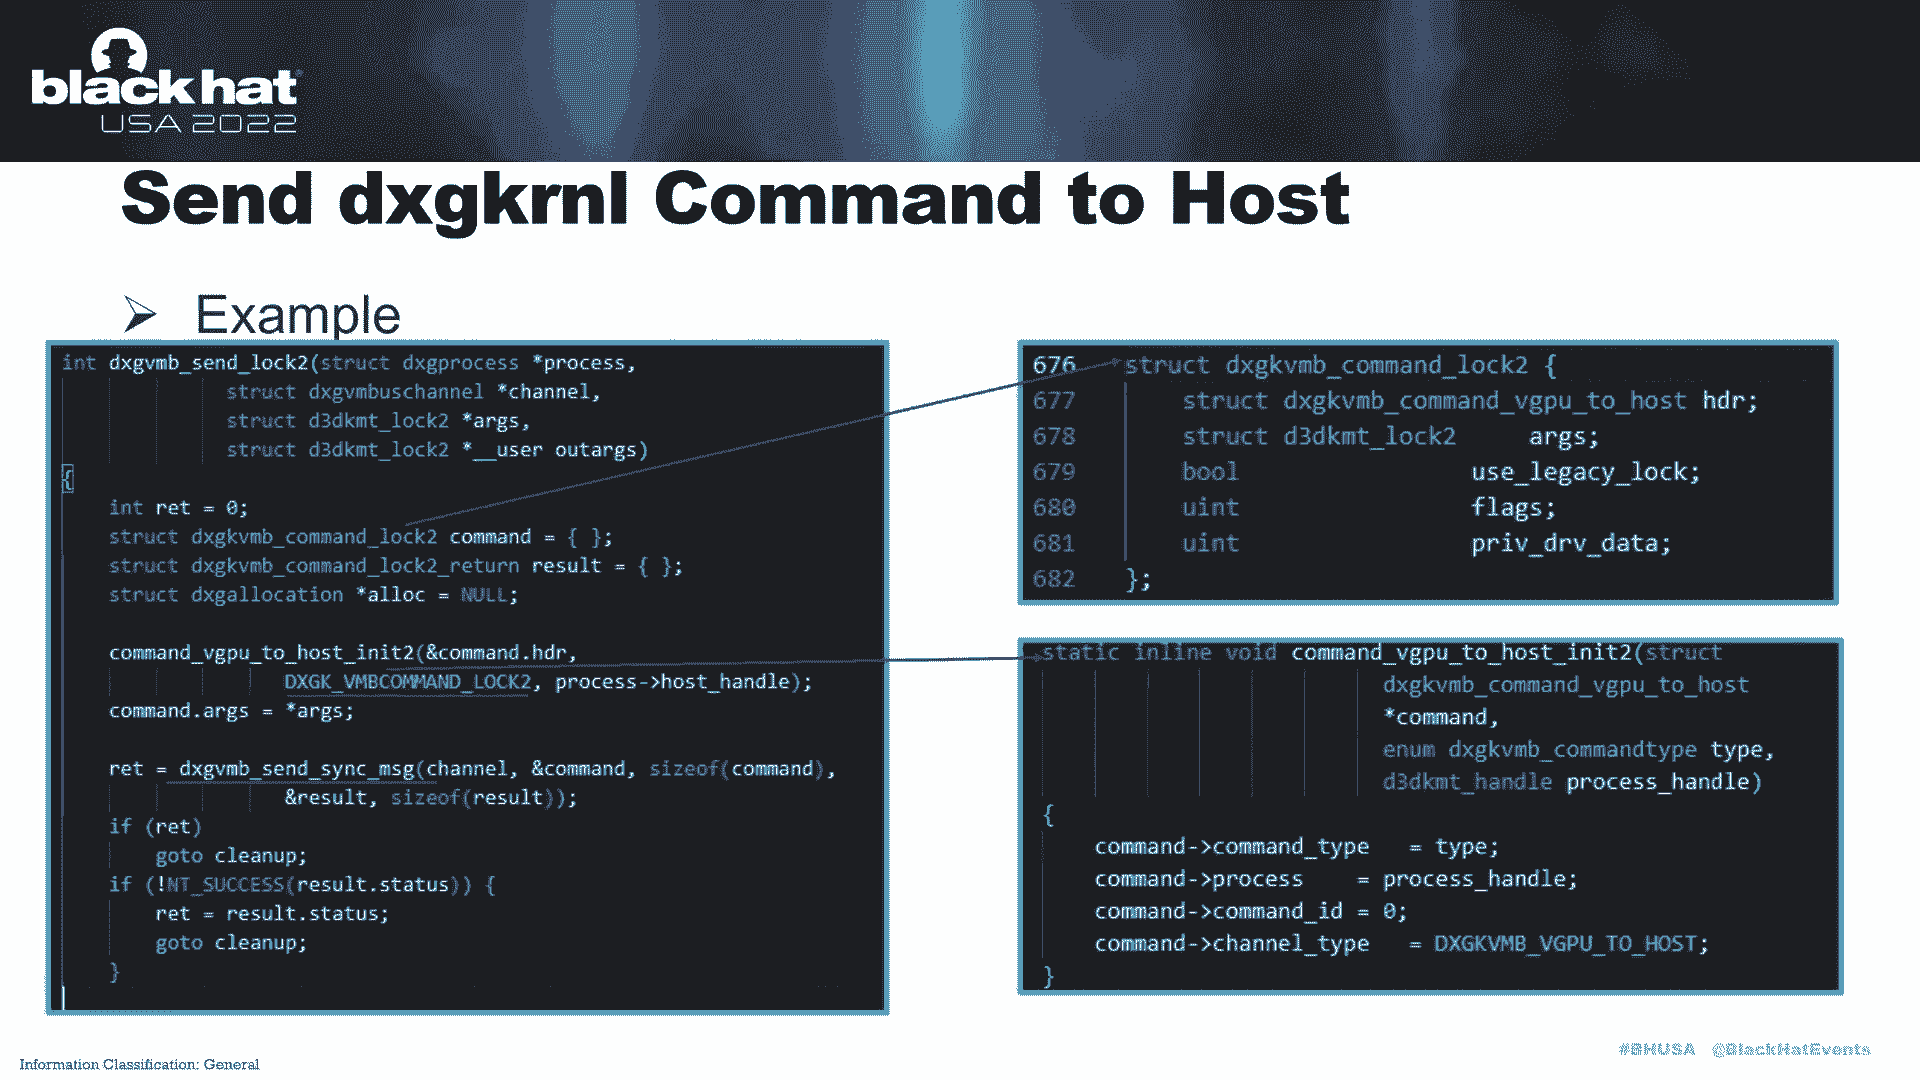 black hat
USA 2022
Send dxgkrnl Command to Host
Example
int dxgvmb_send_lock2(struct dxgprocess *process,
struct dxgvmbuschannel *channel,
struct d3dkmt_lock2 *args,
struct d3dkmt_lock2 *__user outargs)
{
int ret = 0;
struct dxgkvmb_command_lock2 command = { };
struct dxgkvmb_command_lock2_return result = { };
struct dxgallocation *alloc = NULL;
command_vgpu_to_host_init2(&command.hdr,
DXGK_VMBCOMMAND_LOCK2, process->host_handle);
command.args = *args;
ret = dxgvmb_send_sync_msg(channel, &command, sizeof(command),
&result, sizeof(result));
if (ret)
goto cleanup;
if (!NT_SUCCESS(result.status)) {
ret = result.status;
goto cleanup;
}
676 struct dxgkvmb_command_lock2 {
677 struct dxgkvmb_command_vgpu_to_host hdr;
678 struct d3dkmt_lock2 args;
679 bool use_legacy_lock;
680 uint flags;
681 uint priv_drv_data;
682 };
static inline void command_vgpu_to_host_init2(struct
dxgkvmb_command_vgpu_to_host
*command,
enum dxgkvmb_commandtype type,
d3dkmt_handle process_handle)
{
command->command_type = type;
command->process = process_handle;
command->command_id = 0;
command->channel_type = DXGKVMB_VGPU_TO_HOST;
}
Information Classification: General
#BHUSA @BlackHatEvents